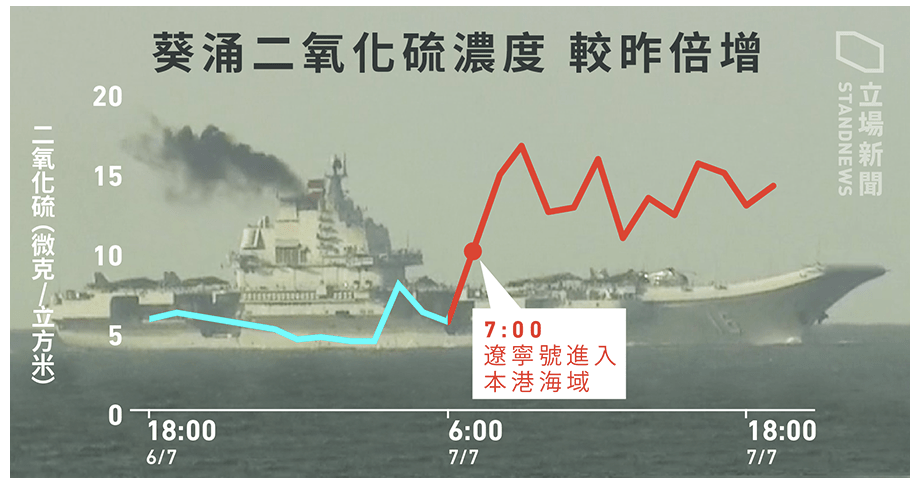 葵涌二氧化硫濃度 較昨倍增
立場新聞
STANDNEWS
二氧化硫(微克/立方米)
20
15
10
5
0
7:00
遼寧號進入
本港海域
18:00
6/7
6:00
7/7
18:00
7/7